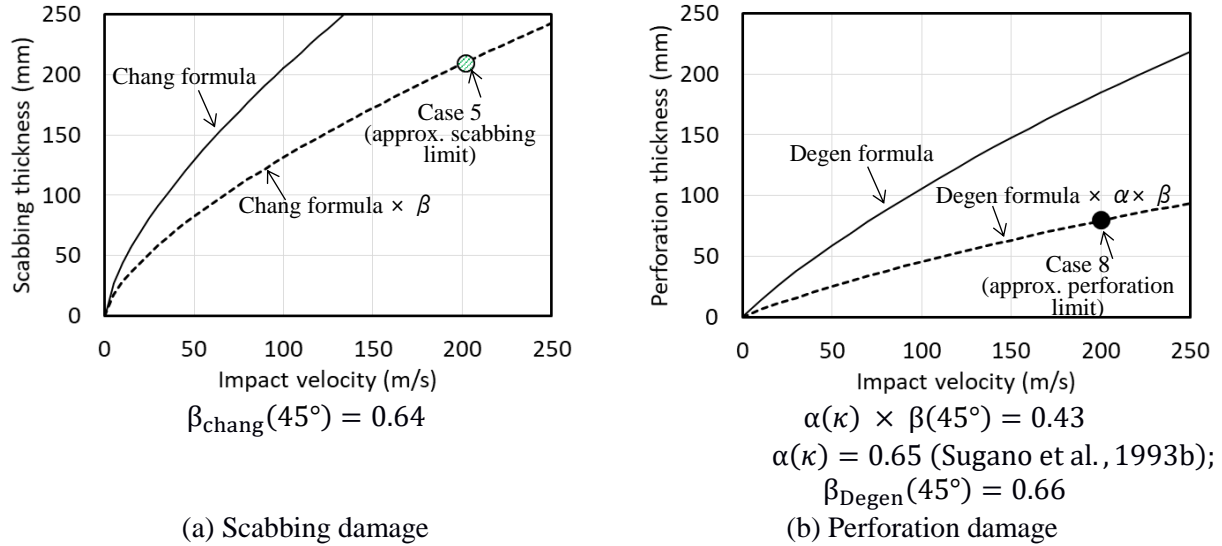 250
200
150
100
50
0
Scabbing thickness (mm)
Chang formula
Case 5
(approx. scabbing
limit)
Chang formula × β
0 50 100 150 200 250
Impact velocity (m/s)
β_chang(45°) = 0.64
(a) Scabbing damage
250
200
150
100
50
0
Perforation thickness (mm)
Degen formula
Degen formula × α× β
Case 8
(approx. perforation
limit)
0 50 100 150 200 250
Impact velocity (m/s)
α(κ) × β(45°) = 0.43
α(κ) = 0.65 (Sugano et al., 1993b);
β_Degen(45°) = 0.66
(b) Perforation damage